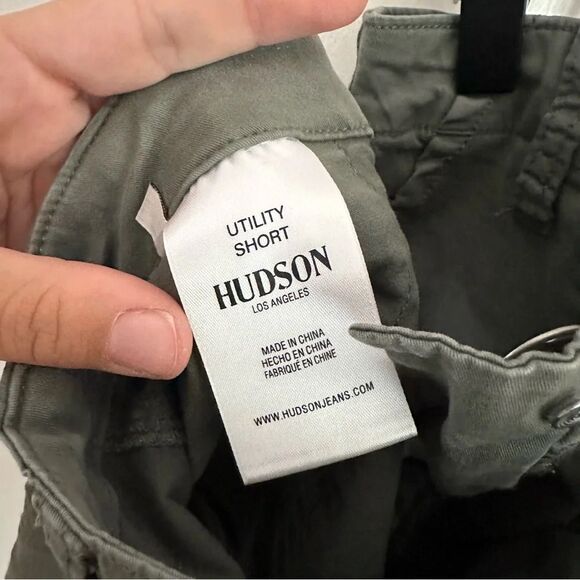 UTILITY
SHORT
HUDSON
LOS ANGELES
MADE IN CHINA
HECHO EN CHINA
FABRIQUÉ EN CHINE
WWW.HUDSONJEANS.COM